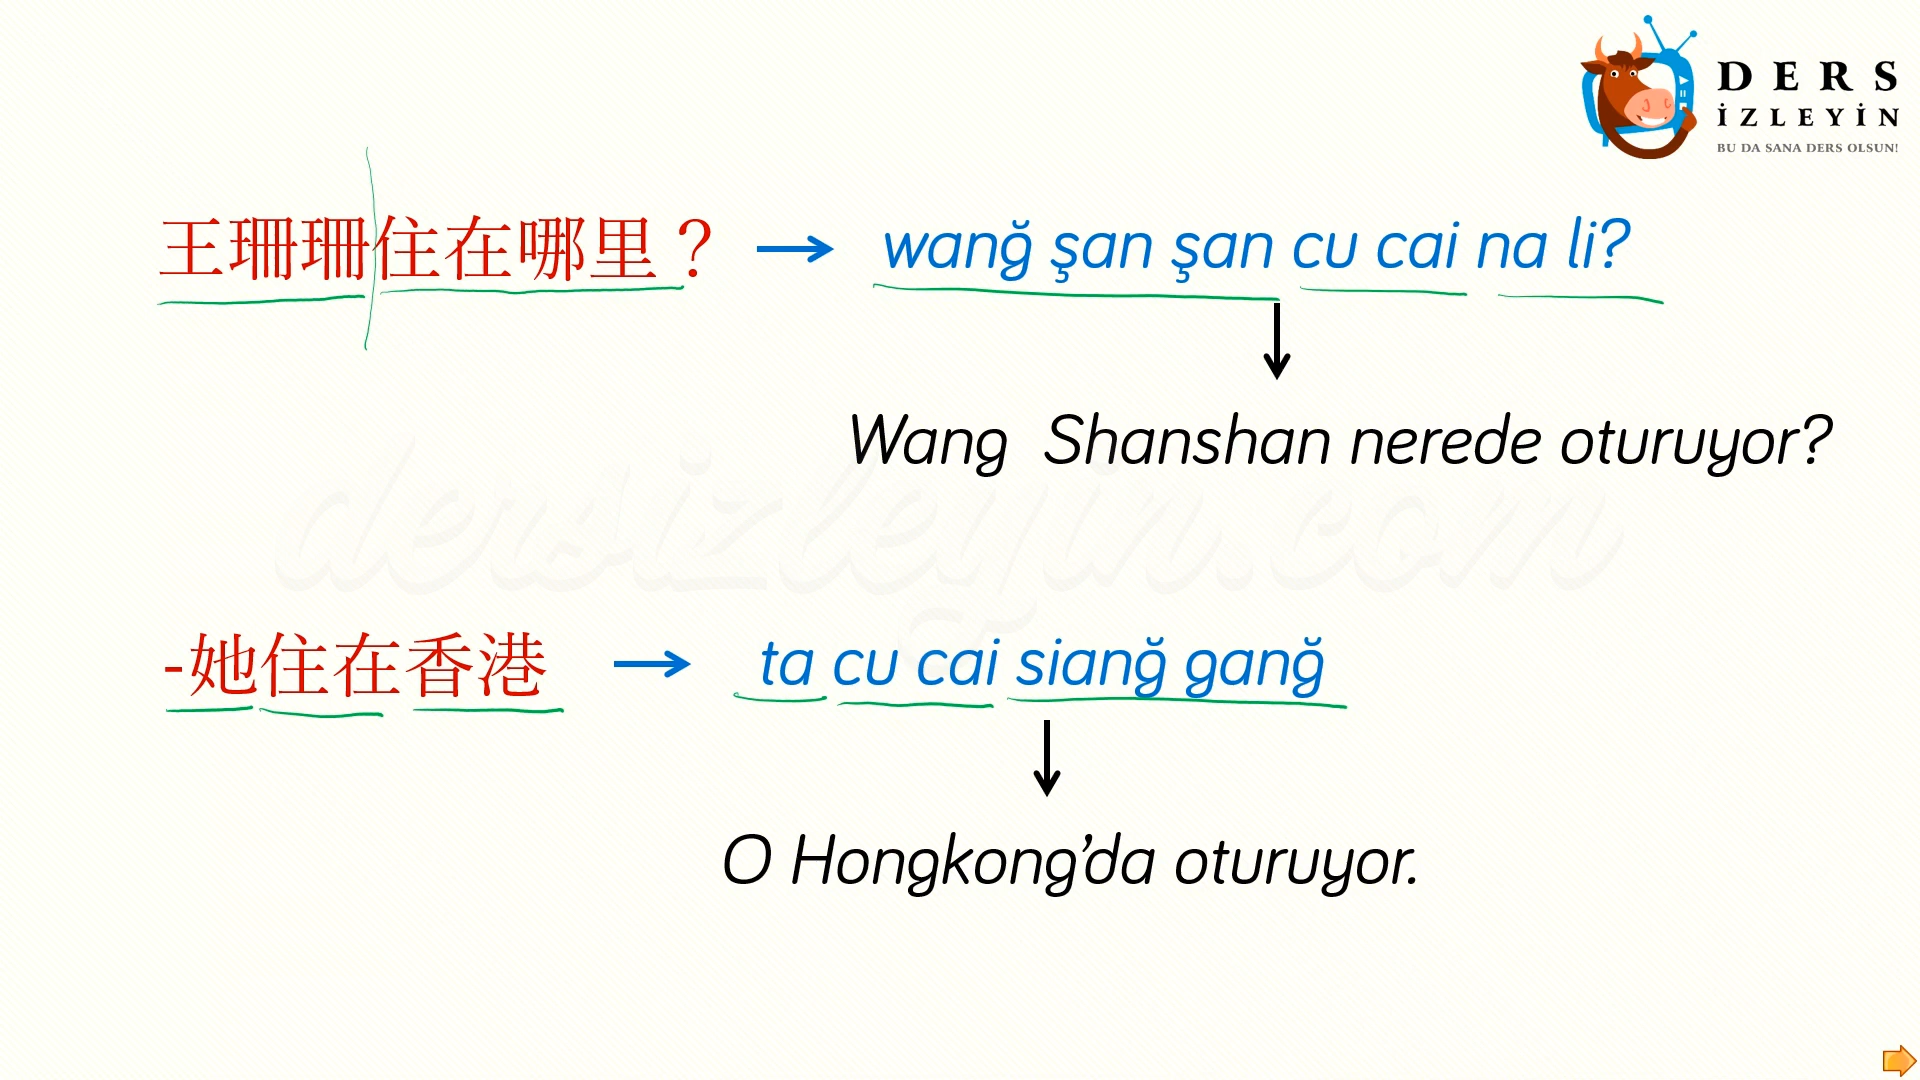 DERS
İZLEYİN
BU DA SANA DERS OLSUN!
王珊珊住在哪里？ wanğ şan şan cu cai na li?
Wang Shanshan nerede oturuyor?
dersizleyin.com
-她住在香港 ta cu cai sianğ ganğ
O Hongkong’da oturuyor.